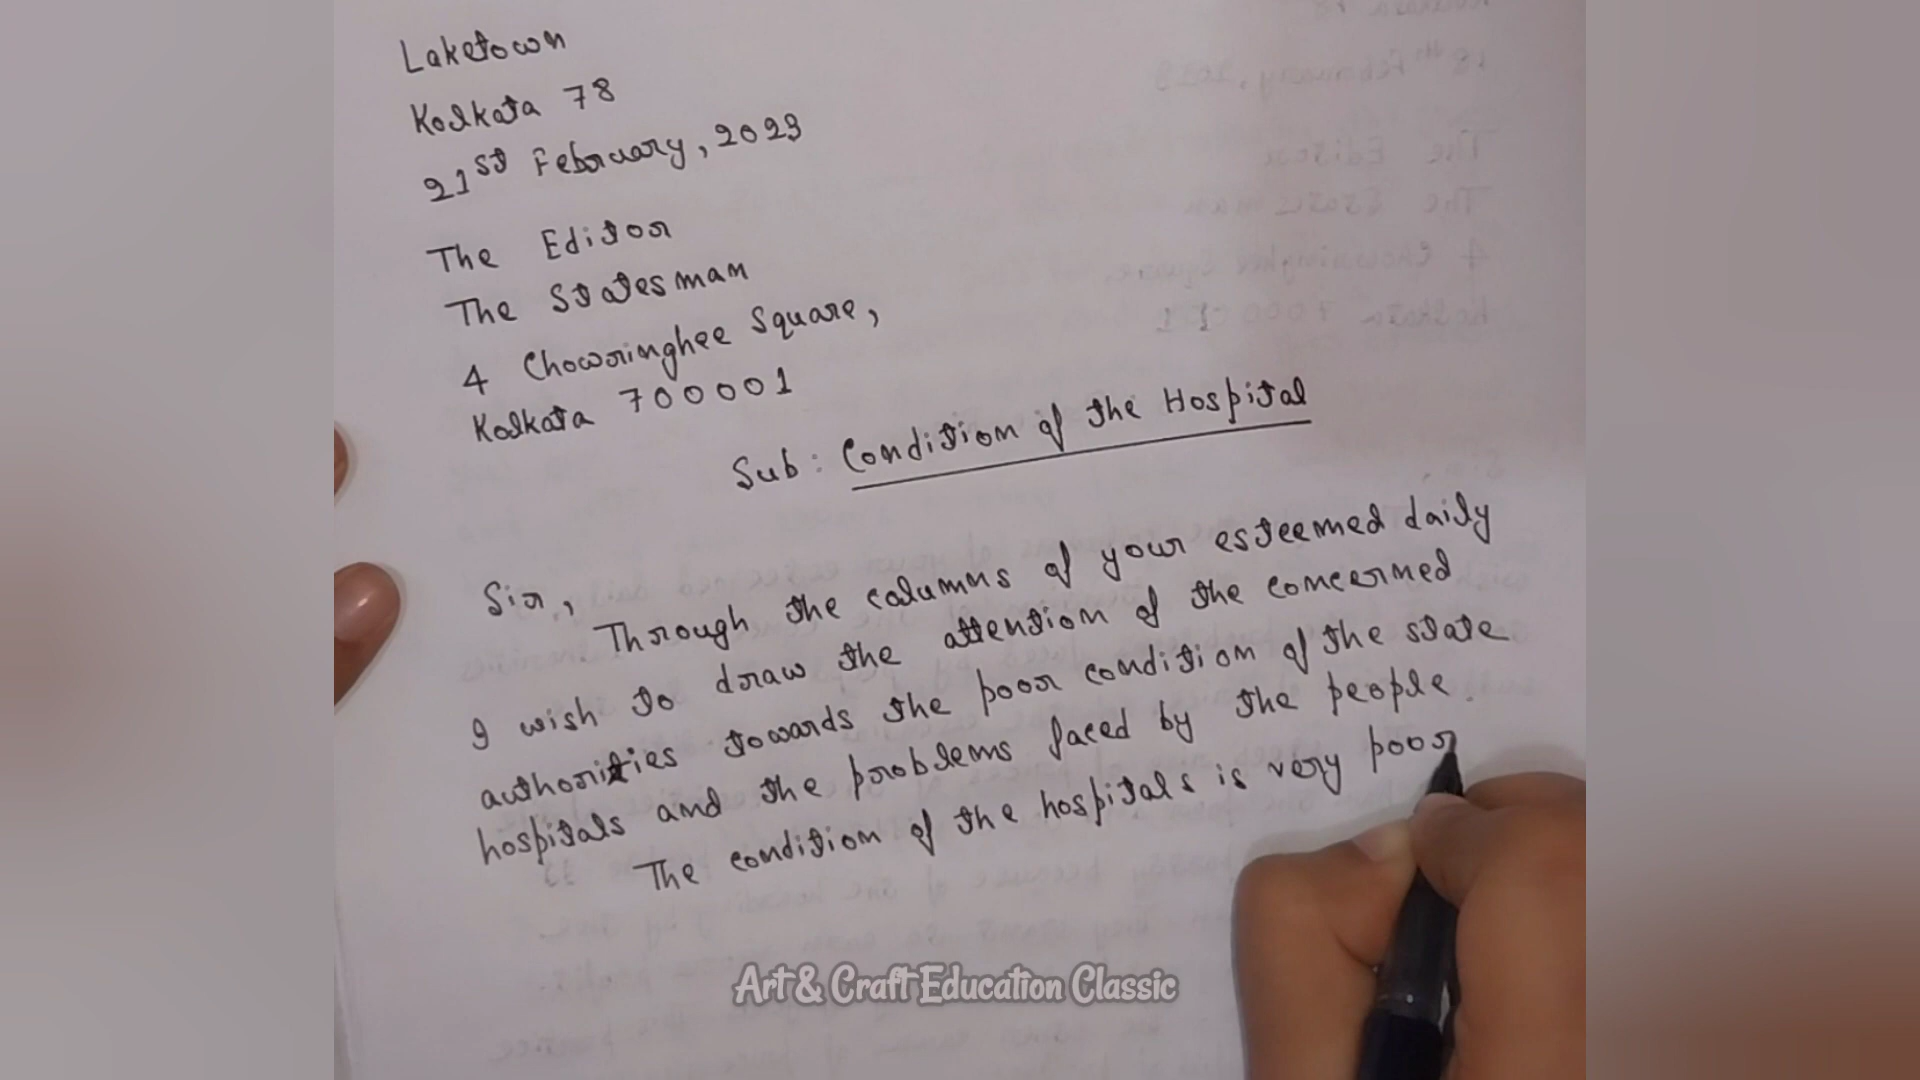 Laketown
Kolkata 78
21st February, 2023
The Editor
The Statesman
4 Chowringhee Square,
Kolkata 700001
Sub: Condition of the Hospital
Sir,
Through the columns of your esteemed daily
I wish to draw the attention of the concerned
authorities towards the poor condition of the state
hospitals and the problems faced by the people.
The condition of the hospitals is very poor
Art & Craft Education Classic